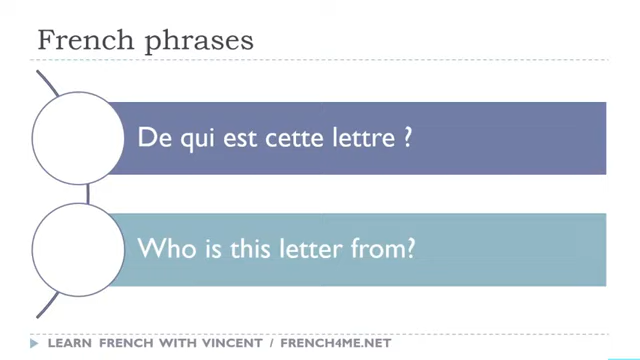 French phrases
De qui est cette lettre ?
Who is this letter from?
LEARN FRENCH WITH VINCENT / FRENCH4ME.NET